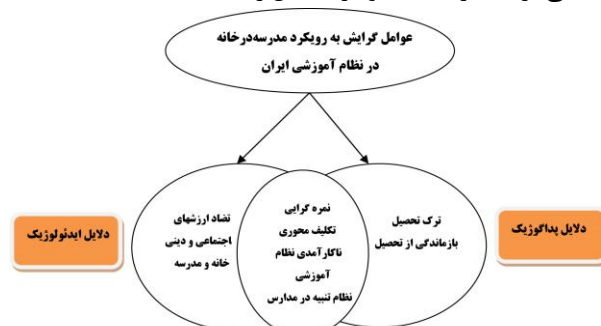 عوامل گرایش به رویکرد مدرسه‌درخانه
در نظام آموزشی ایران
دلایل پداگوژیک
ترک تحصیل
بازماندگی از تحصیل
نمره گرایی
تکلیف محوری
ناکارآمدی نظام
آموزشی
نظام تنبیه در مدارس
تضاد ارزشهای
اجتماعی و دینی
خانه و مدرسه
دلایل ایدئولوژیک